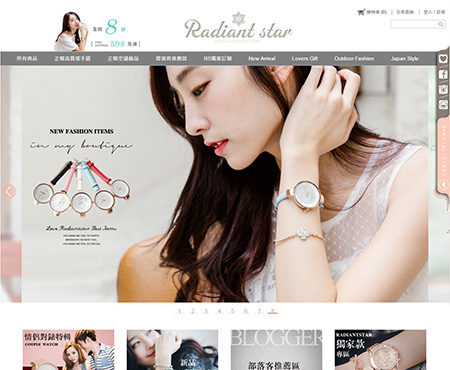 全館 8 折
598 免運
Radiant star
購物車 (0) | 交易查詢 | 登入 | 註冊
所有商品 正韓高質感手鍊 正韓空運飾品 部落客推薦款 RS獨家訂製 New Arrival Lovers Gift Outdoor Fashion Japan Style
NEW FASHION ITEMS
in my boutique
Love Radiantstar Best Items
1 2 3 4 5 6 7 8
情侶對錶特輯
COUPLE WATCH
新品
BLOGGER
部落客推薦區
RADIANTSTAR
獨家款
專區